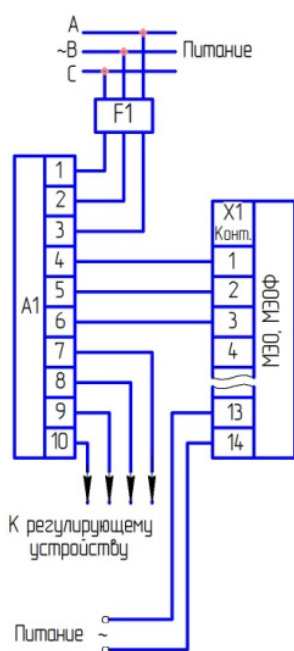 A
~B
C
Питание
F1
A1
1
2
3
4
5
6
7
8
9
10
X1
Конт.
1
2
3
4
13
14
МЭО, МЭОФ
К регулирующему
устройству
Питание ~